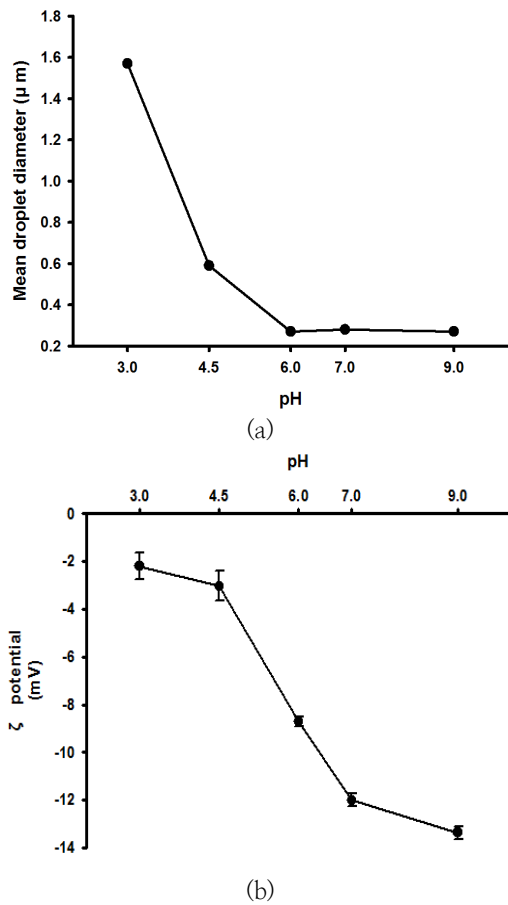 Mean droplet diameter (μ m)
1.8
1.6
1.4
1.2
1.0
0.8
0.6
0.4
0.2
3.0 4.5 6.0 7.0 9.0
pH
(a)
pH
3.0 4.5 6.0 7.0 9.0
ζ potential
(mV)
0
-2
-4
-6
-8
-10
-12
-14
(b)